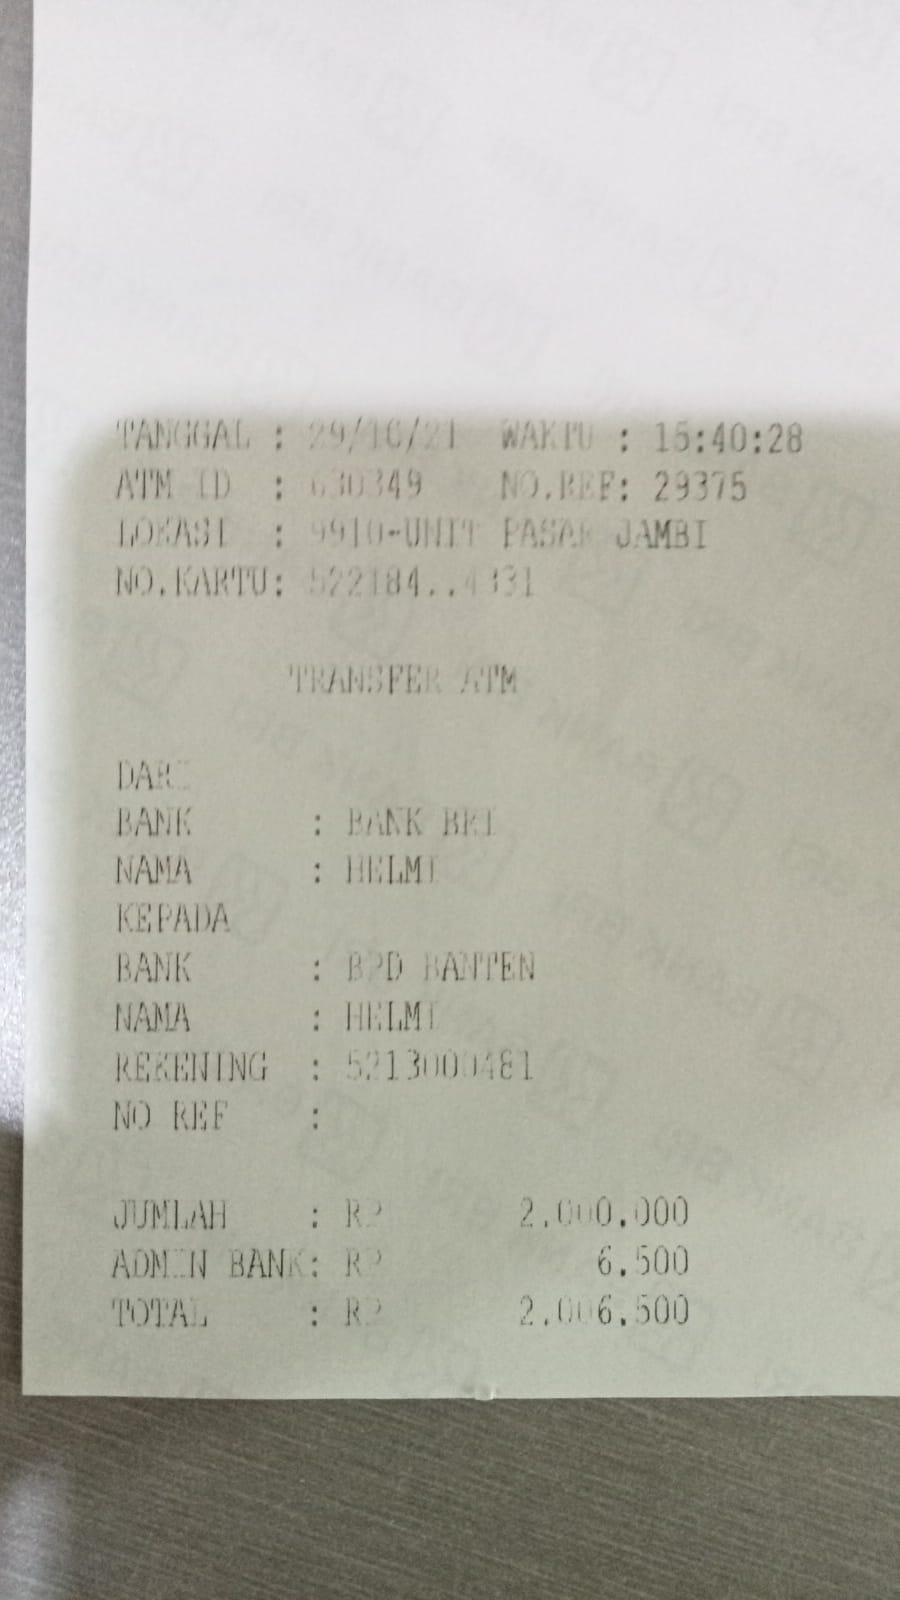 TANGGAL : 29/10/21 WAKTU : 15:40:28
ATM ID : 630349 NO.REF: 29375
LOKASI : 9910-UNIT PASAR JAMBI
NO.KARTU: 522184..4331
TRANSFER ATM
DARI
BANK : BANK BRI
NAMA : HELMI
KEPADA
BANK : BPD BANTEN
NAMA : HELMI
REKENING : 5213000481
NO REF :
JUMLAH : RP 2.000.000
ADMIN BANK: RP 6.500
TOTAL : RP 2.006.500